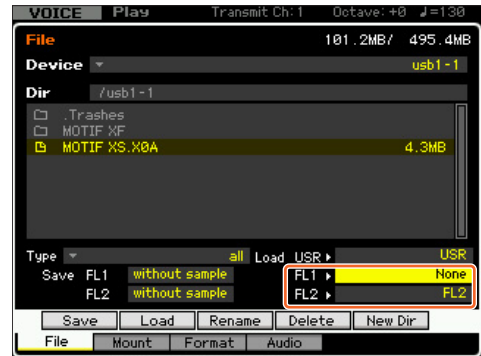 VOICE Play Transmit Ch:1 Octave:+0 ♩=130
File 101.2MB/ 495.4MB
Device usb1-1
Dir /usb1-1
.Trashes
MOTIF XF
MOTIF XS.X0A 4.3MB
Type all Load USR USR
Save FL1 without sample FL1 None
FL2 without sample FL2 FL2
Save Load Rename Delete New Dir
File Mount Format Audio